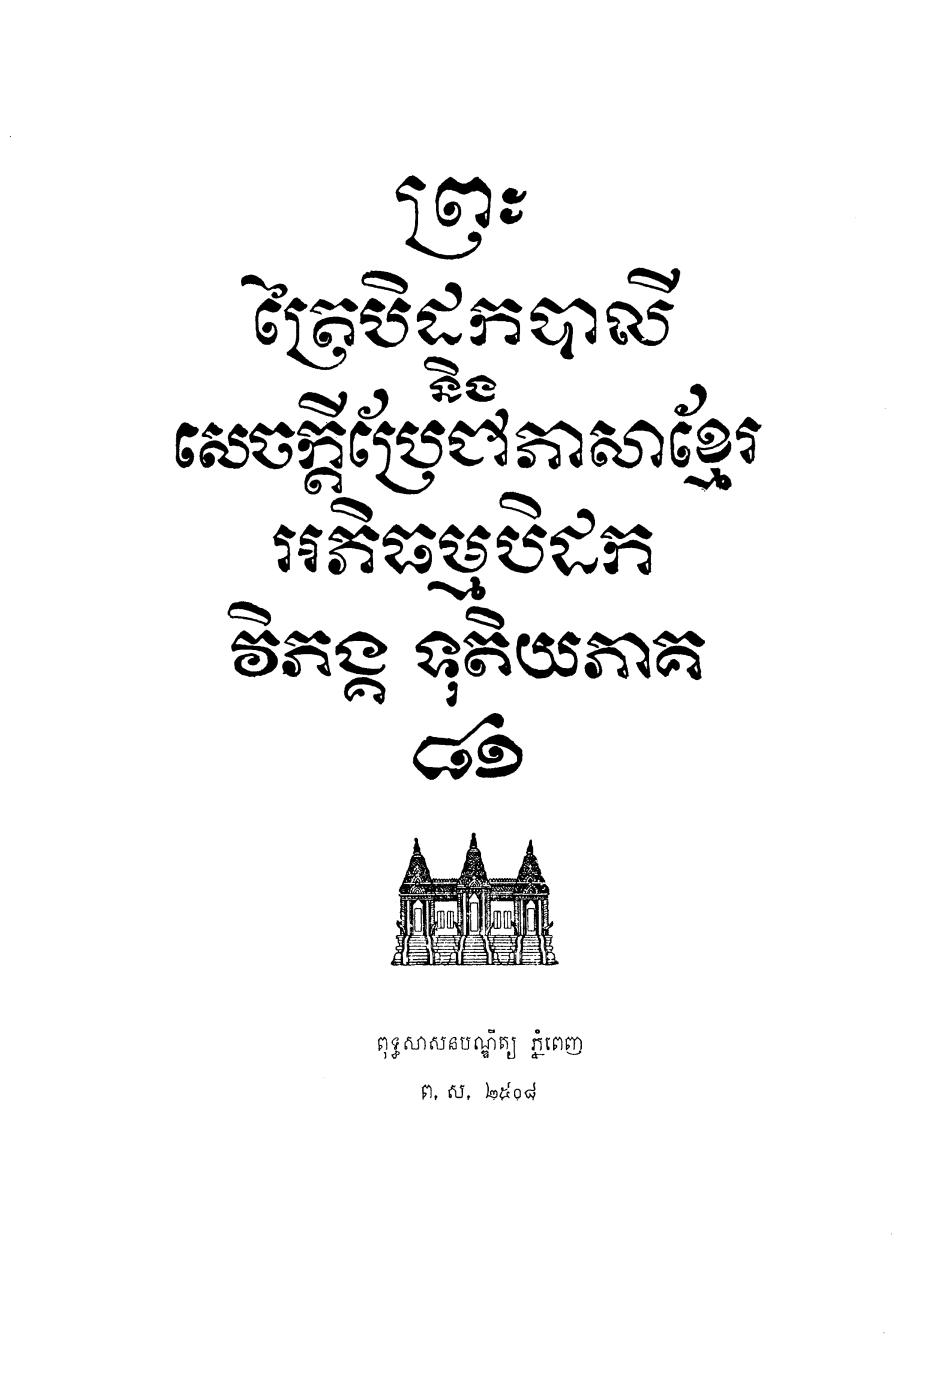 ព្រះ
ត្រៃបិដកបាលី
និង
សេចក្តីប្រែជាភាសាខ្មែរ
អភិធម្មបិដក
វិភង្គ ទុតិយភាគ
៨១
ពុទ្ធសាសនបណ្ឌិត្យ ភ្នំពេញ
ព. ស. ២៥០៨